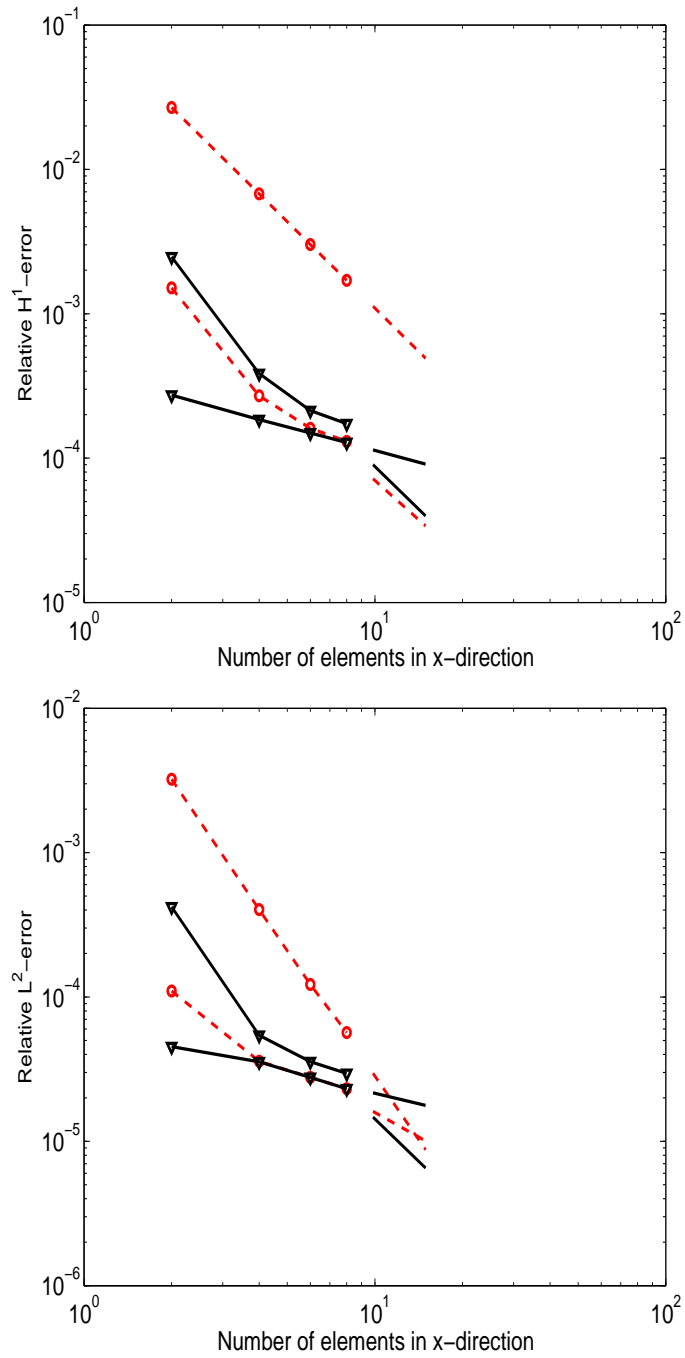 10^-1
10^-2
10^-3
10^-4
10^-5
Relative H^1−error
10^0 10^1 10^2
Number of elements in x−direction
10^-2
10^-3
10^-4
10^-5
10^-6
Relative L^2−error
10^0 10^1 10^2
Number of elements in x−direction